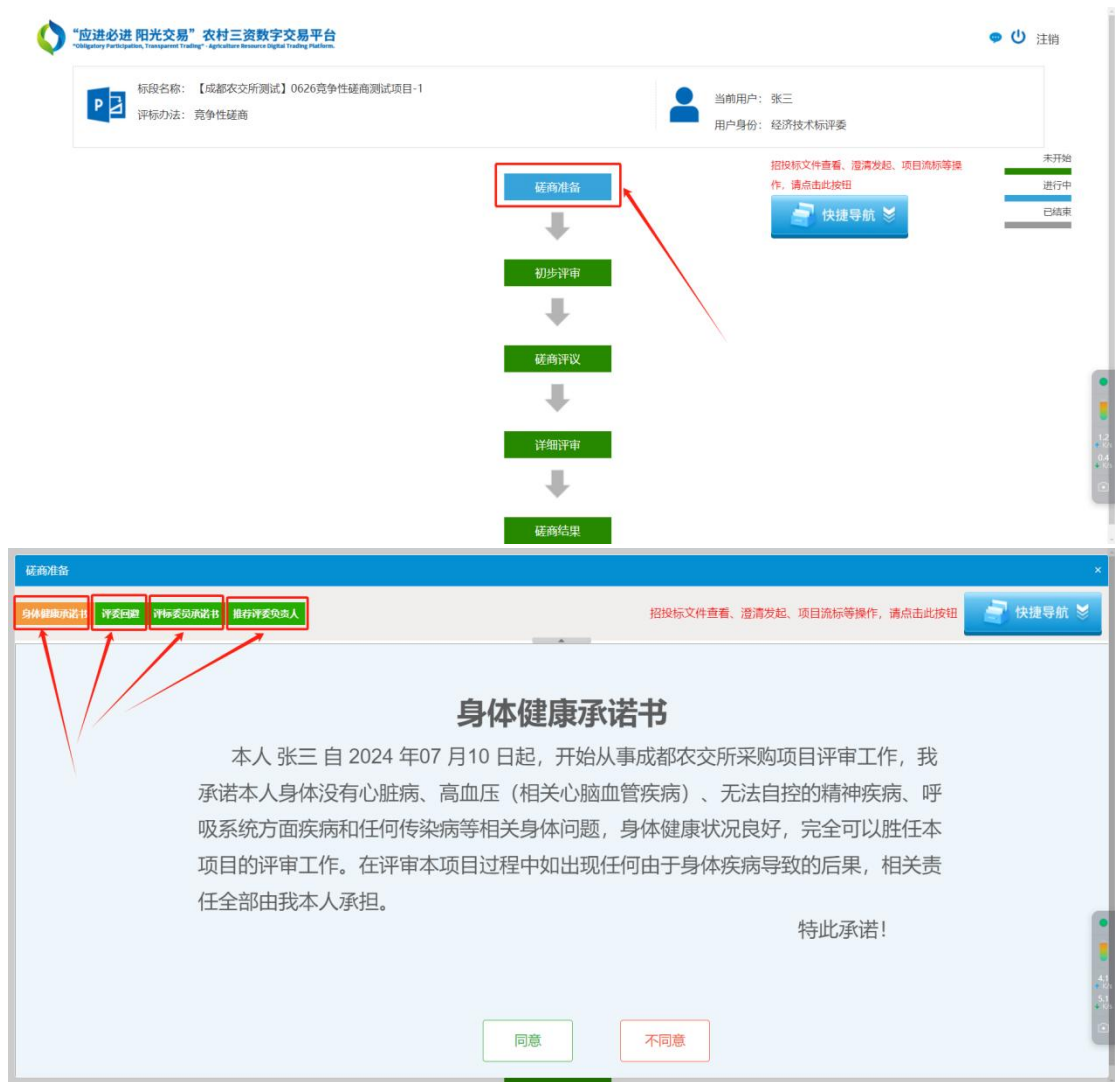 “应进必进 阳光交易”农村三资数字交易平台
"Obligatory Participation, Transparent Trading" - Agriculture Resource Digital Trading Platform.
注销
标段名称：【成都农交所测试】0626竞争性磋商测试项目-1
评标办法：竞争性磋商
当前用户：张三
用户身份：经济技术标评委
招投标文件查看、澄清发起、项目流标等操
作，请点击此按钮
快捷导航
未开始
进行中
已结束
磋商准备
初步评审
磋商评议
详细评审
磋商结果
1.2
K/s
0.4
K/s
磋商准备
×
身体健康承诺书 评委回避 评标委员承诺书 推荐评委负责人
招投标文件查看、澄清发起、项目流标等操作，请点击此按钮
快捷导航
身体健康承诺书
本人 张三 自 2024 年07 月10 日起，开始从事成都农交所采购项目评审工作，我
承诺本人身体没有心脏病、高血压（相关心脑血管疾病）、无法自控的精神疾病、呼
吸系统方面疾病和任何传染病等相关身体问题，身体健康状况良好，完全可以胜任本
项目的评审工作。在评审本项目过程中如出现任何由于身体疾病导致的后果，相关责
任全部由我本人承担。
特此承诺！
4.1
K/s
5.1
K/s
同意
不同意